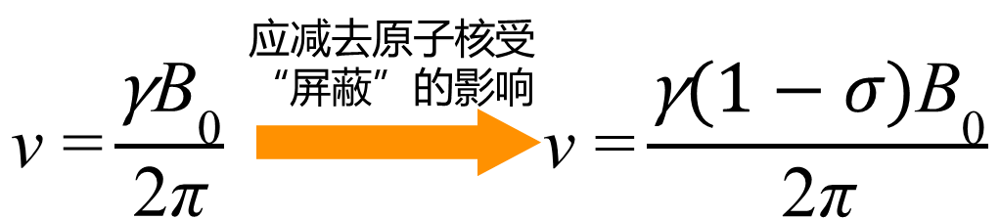 应减去原子核受
“屏蔽”的影响
ν = γB₀ / 2π
ν = γ(1 − σ)B₀ / 2π